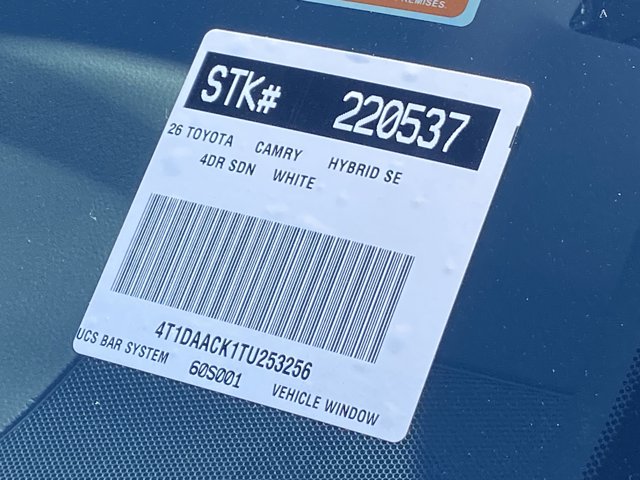 PREMISES.
STK# 220537
26 TOYOTA CAMRY HYBRID SE
4DR SDN WHITE
4T1DAACK1TU253256
UCS BAR SYSTEM 60S001 VEHICLE WINDOW